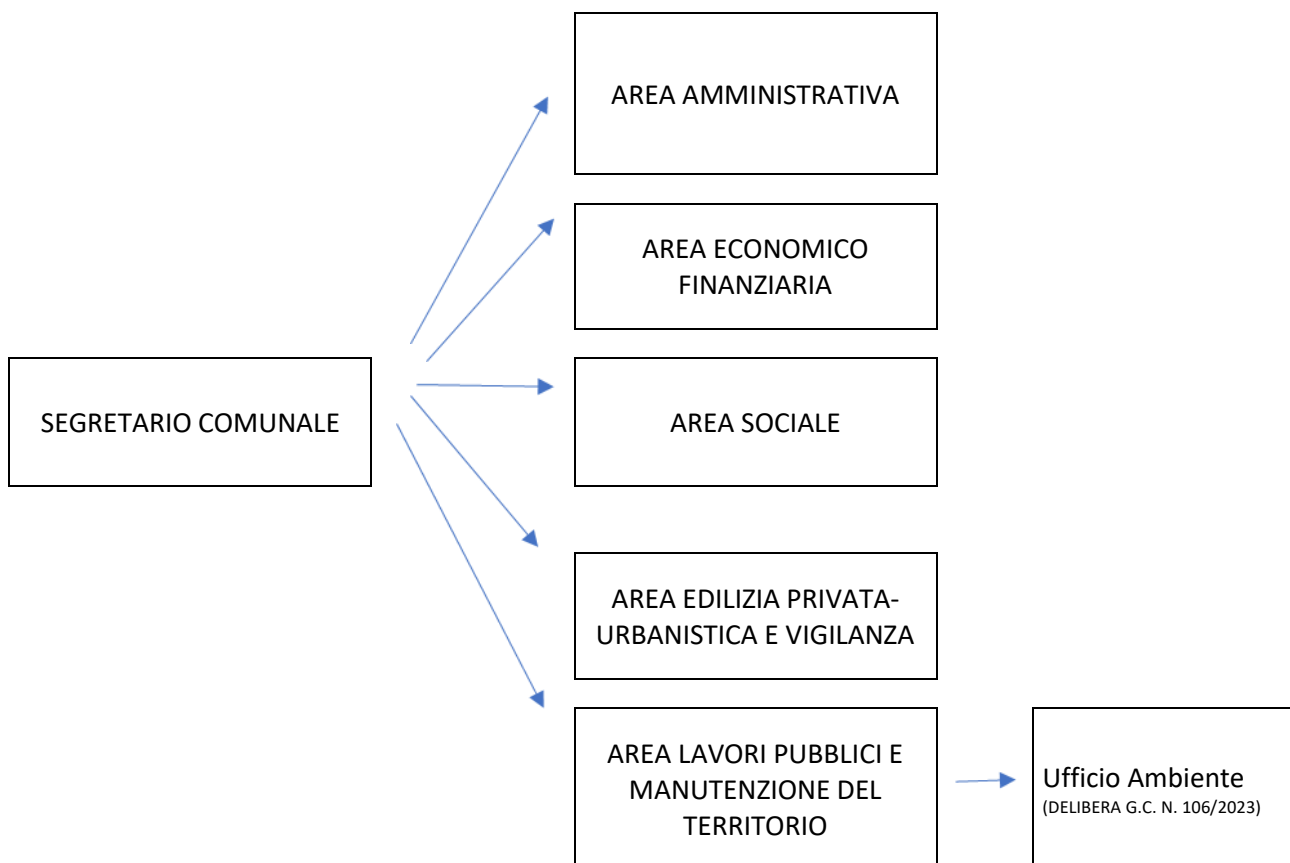 AREA AMMINISTRATIVA
AREA ECONOMICO
FINANZIARIA
SEGRETARIO COMUNALE
AREA SOCIALE
AREA EDILIZIA PRIVATA-
URBANISTICA E VIGILANZA
AREA LAVORI PUBBLICI E
MANUTENZIONE DEL
TERRITORIO
Ufficio Ambiente
(DELIBERA G.C. N. 106/2023)